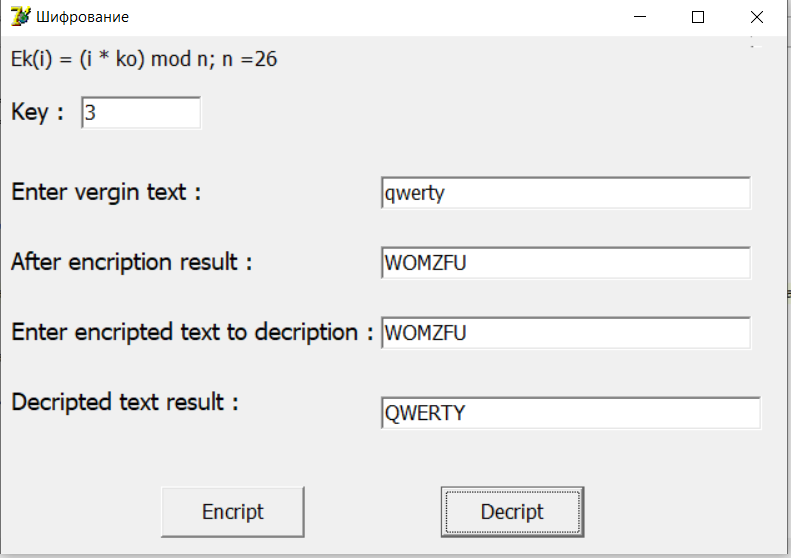 Шифрование
Ek(i) = (i * ko) mod n; n =26
Key : 3
Enter vergin text : qwerty
After encription result : WOMZFU
Enter encripted text to decription : WOMZFU
Decripted text result : QWERTY
Encript Decript